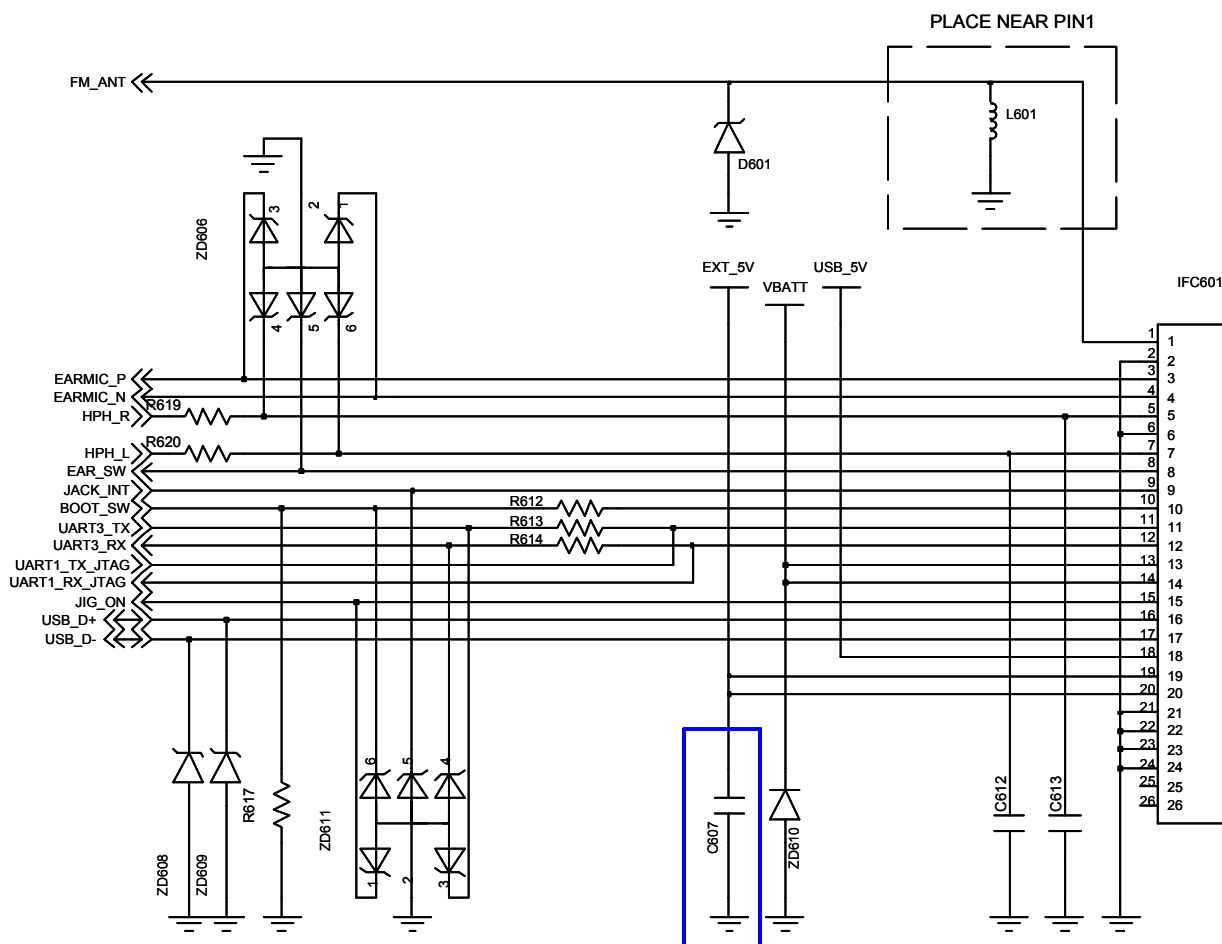 PLACE NEAR PIN1
FM_ANT
L601
D601
ZD606
3
2
1
4
5
6
EXT_5V
VBATT
USB_5V
IFC601
EARMIC_P
EARMIC_N
HPH_R
R619
HPH_L
R620
EAR_SW
JACK_INT
BOOT_SW
UART3_TX
UART3_RX
UART1_TX_JTAG
UART1_RX_JTAG
JIG_ON
USB_D+
USB_D-
R612
R613
R614
1 1
2 2
3 3
4 4
5 5
6 6
7 7
8 8
9 9
10 10
11 11
12 12
13 13
14 14
15 15
16 16
17 17
18 18
19 19
20 20
21 21
22 22
23 23
24 24
25 25
26 26
ZD608
ZD609
R617
ZD611
6
5
4
1
2
3
C607
ZD610
C612
C613